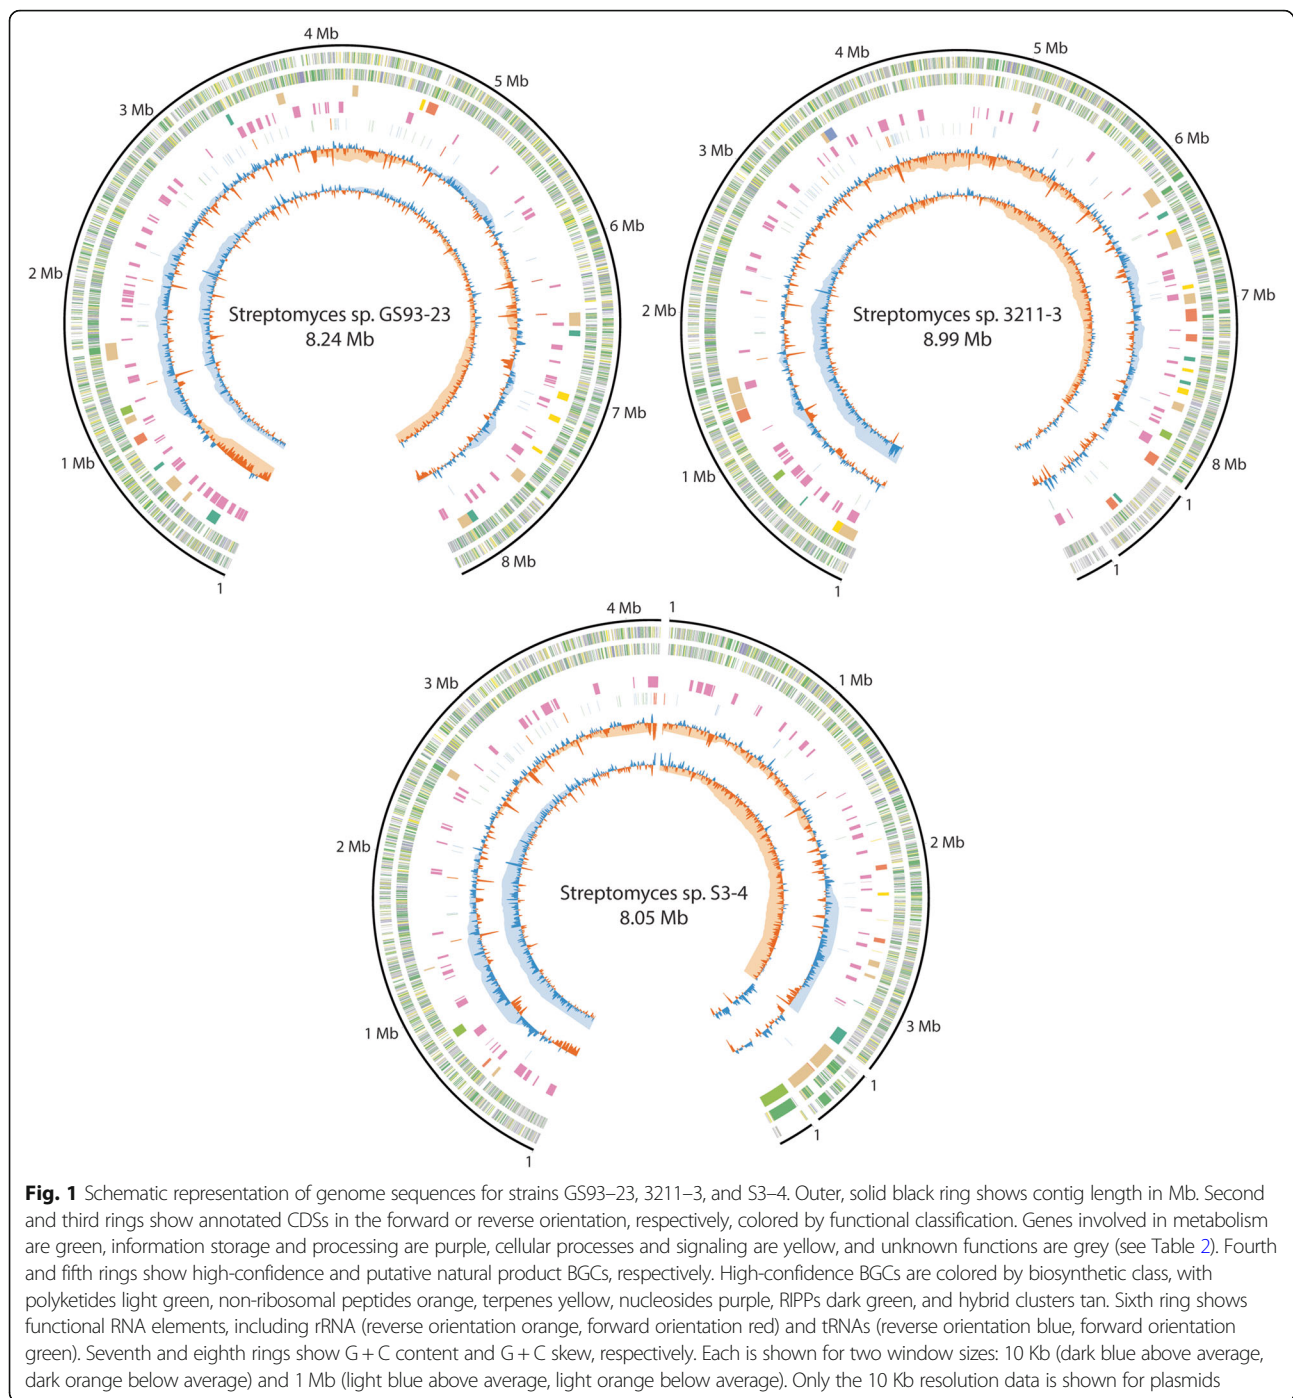 4 Mb
3 Mb
5 Mb
2 Mb
6 Mb
1 Mb
7 Mb
8 Mb
1
Streptomyces sp. GS93-23
8.24 Mb
4 Mb
5 Mb
3 Mb
6 Mb
2 Mb
7 Mb
1 Mb
8 Mb
1
1
1
Streptomyces sp. 3211-3
8.99 Mb
4 Mb
1
3 Mb
1 Mb
2 Mb
2 Mb
1 Mb
3 Mb
1
1
1
Streptomyces sp. S3-4
8.05 Mb
Fig. 1 Schematic representation of genome sequences for strains GS93–23, 3211–3, and S3–4. Outer, solid black ring shows contig length in Mb. Second
and third rings show annotated CDSs in the forward or reverse orientation, respectively, colored by functional classification. Genes involved in metabolism
are green, information storage and processing are purple, cellular processes and signaling are yellow, and unknown functions are grey (see Table 2). Fourth
and fifth rings show high-confidence and putative natural product BGCs, respectively. High-confidence BGCs are colored by biosynthetic class, with
polyketides light green, non-ribosomal peptides orange, terpenes yellow, nucleosides purple, RIPPs dark green, and hybrid clusters tan. Sixth ring shows
functional RNA elements, including rRNA (reverse orientation orange, forward orientation red) and tRNAs (reverse orientation blue, forward orientation
green). Seventh and eighth rings show G + C content and G + C skew, respectively. Each is shown for two window sizes: 10 Kb (dark blue above average,
dark orange below average) and 1 Mb (light blue above average, light orange below average). Only the 10 Kb resolution data is shown for plasmids